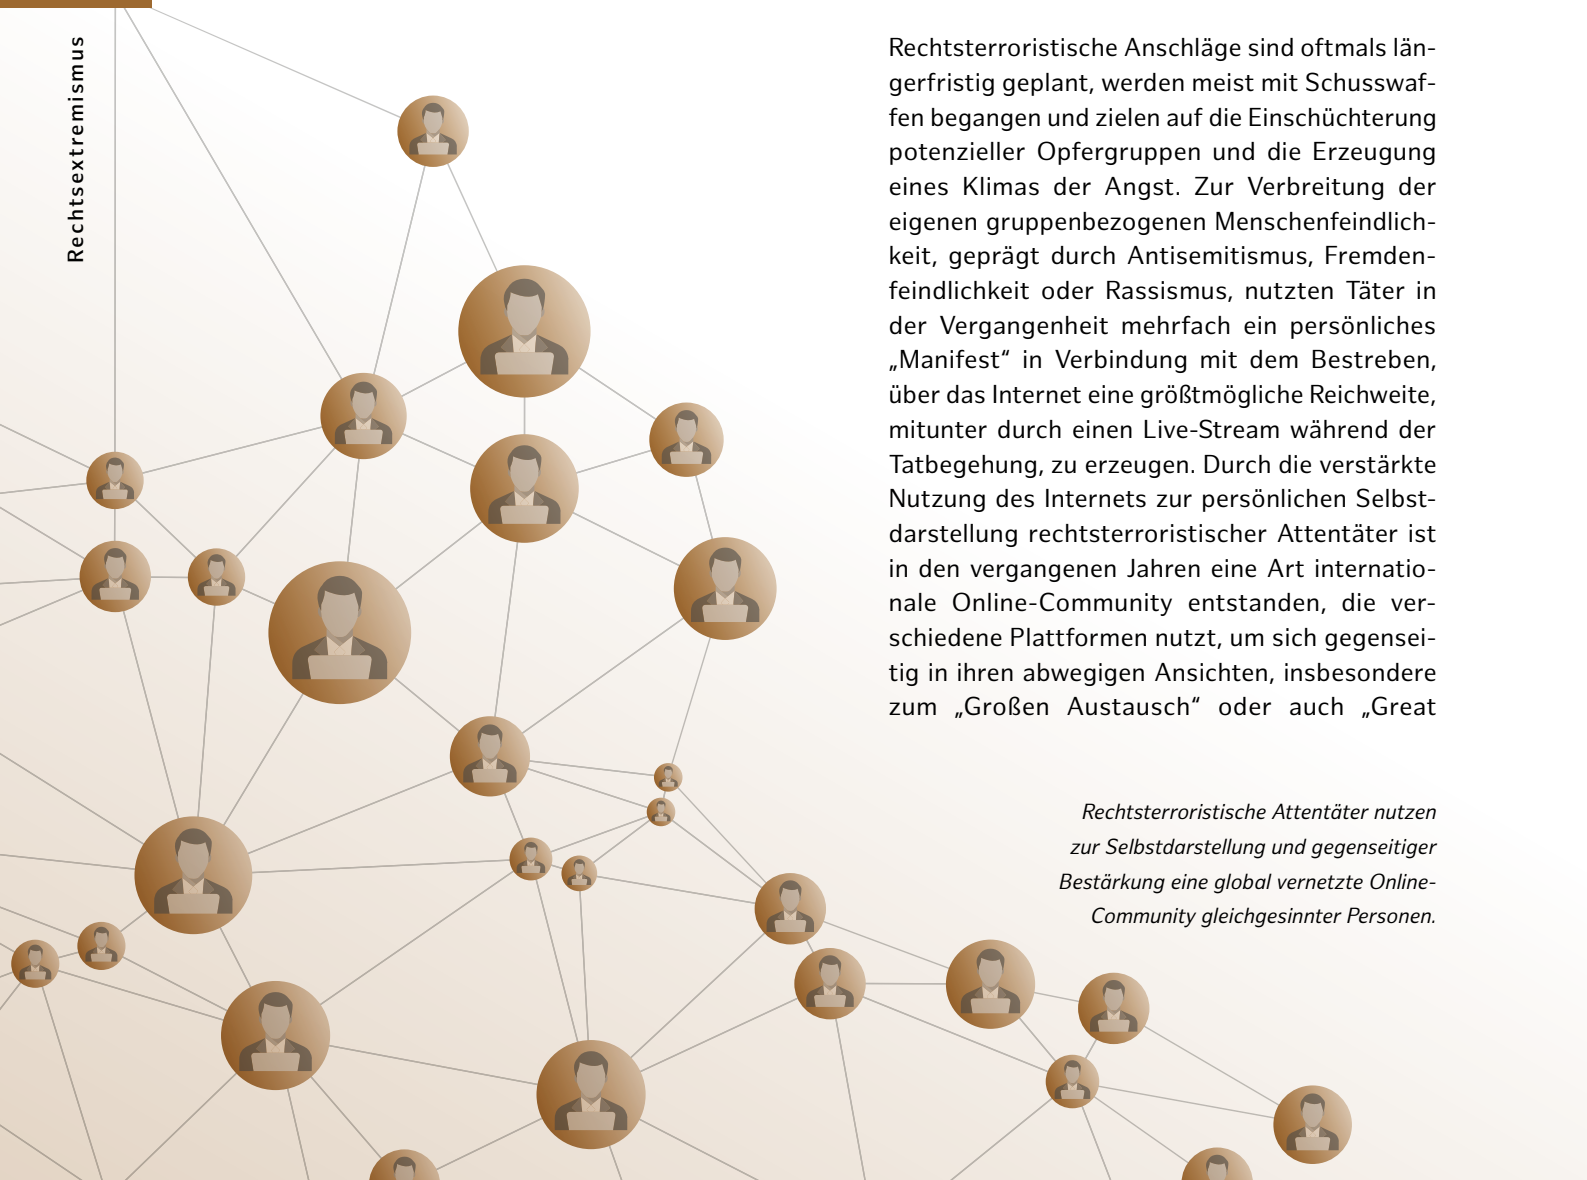 Rechtsextremismus
Rechtsterroristische Anschläge sind oftmals län-
gerfristig geplant, werden meist mit Schusswaf-
fen begangen und zielen auf die Einschüchterung
potenzieller Opfergruppen und die Erzeugung
eines Klimas der Angst. Zur Verbreitung der
eigenen gruppenbezogenen Menschenfeindlich-
keit, geprägt durch Antisemitismus, Fremden-
feindlichkeit oder Rassismus, nutzten Täter in
der Vergangenheit mehrfach ein persönliches
„Manifest“ in Verbindung mit dem Bestreben,
über das Internet eine größtmögliche Reichweite,
mitunter durch einen Live-Stream während der
Tatbegehung, zu erzeugen. Durch die verstärkte
Nutzung des Internets zur persönlichen Selbst-
darstellung rechtsterroristischer Attentäter ist
in den vergangenen Jahren eine Art internatio-
nale Online-Community entstanden, die ver-
schiedene Plattformen nutzt, um sich gegensei-
tig in ihren abwegigen Ansichten, insbesondere
zum „Großen Austausch“ oder auch „Great
Rechtsterroristische Attentäter nutzen
zur Selbstdarstellung und gegenseitiger
Bestärkung eine global vernetzte Online-
Community gleichgesinnter Personen.